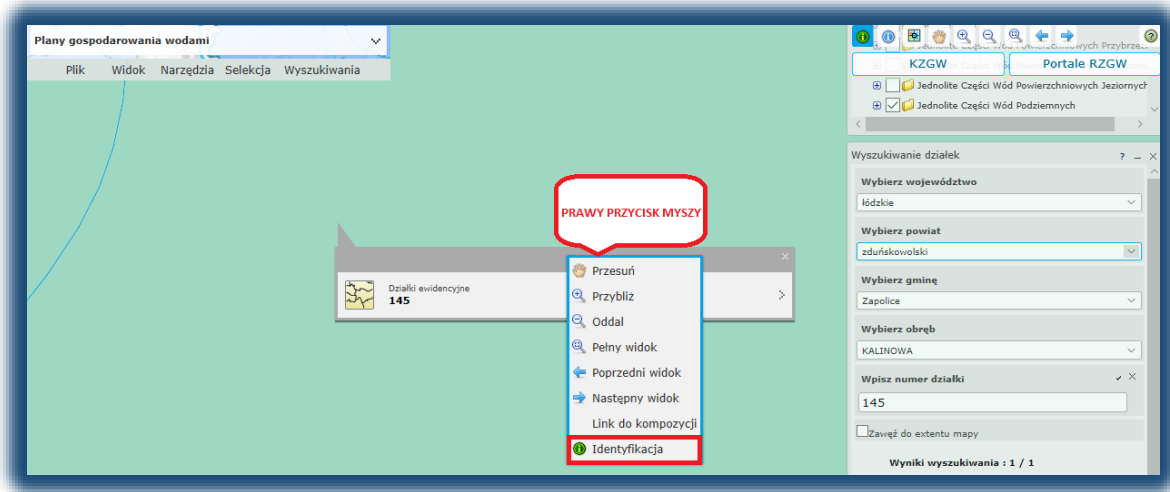 Plany gospodarowania wodami
Plik Widok Narzędzia Selekcja Wyszukiwania
KZGW Portale RZGW
Jednolite Części Wód Powierzchniowych Jeziornych
Jednolite Części Wód Podziemnych
Wyszukiwanie działek
Wybierz województwo
łódzkie
Wybierz powiat
zduńskowolski
Wybierz gminę
Zapolice
Wybierz obręb
KALINOWA
Wpisz numer działki
145
Zawęź do extentu mapy
Wyniki wyszukiwania : 1 / 1
PRAWY PRZYCISK MYSZY
Działki ewidencyjne
145
Przesuń
Przybliż
Oddal
Pełny widok
Poprzedni widok
Następny widok
Link do kompozycji
Identyfikacja